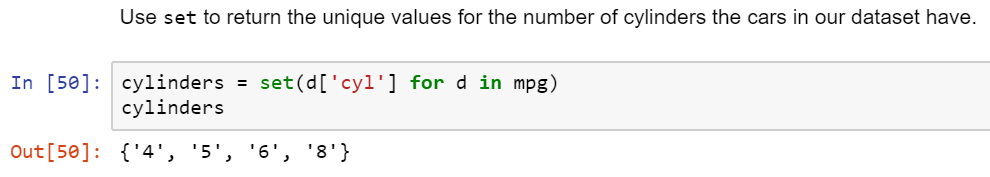 Use set to return the unique values for the number of cylinders the cars in our dataset have.
In [50]: cylinders = set(d['cyl'] for d in mpg)
cylinders
Out[50]: {'4', '5', '6', '8'}